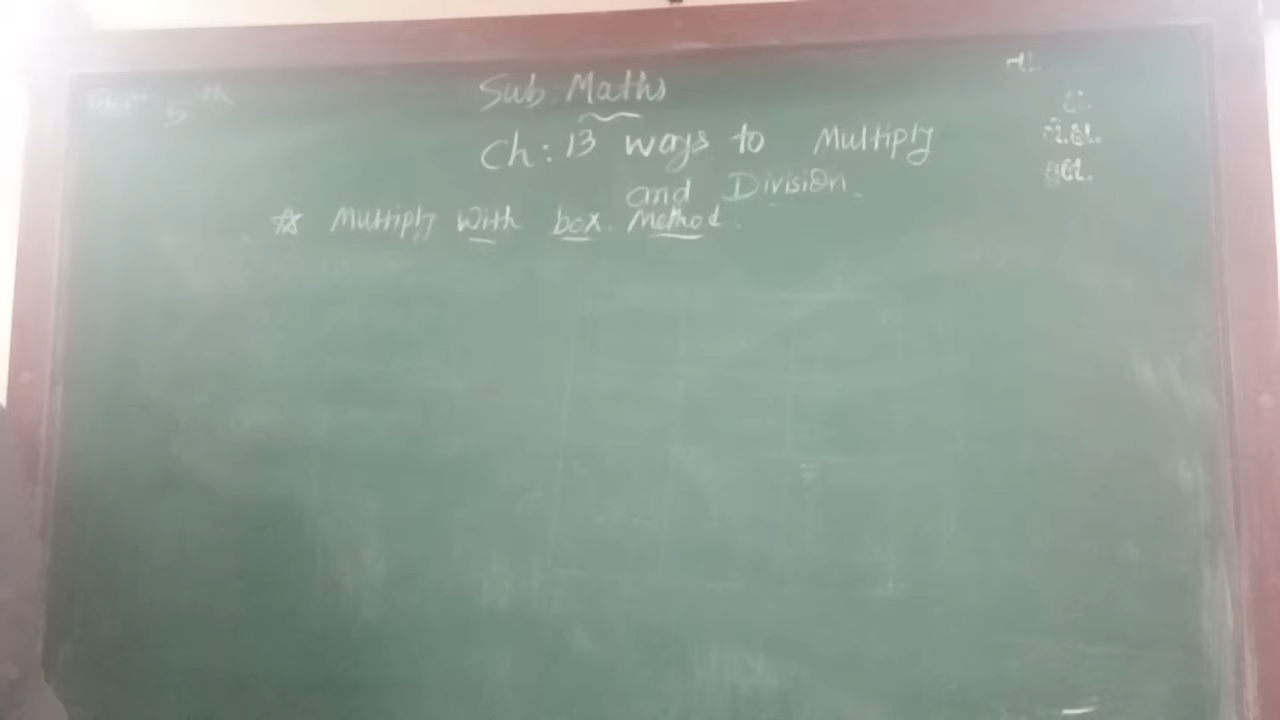 5th
Sub: Maths
Ch: 13 ways to Multiply
and Division.
☆ Multiply with box. Method.